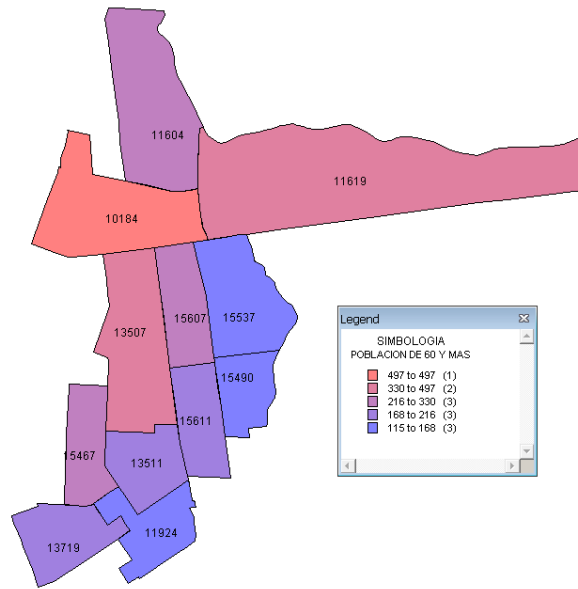 11604
11619
10184
13507
15607
15537
15490
15611
15467
13511
11924
13719
Legend
SIMBOLOGIA
POBLACION DE 60 Y MAS
497 to 497 (1)
330 to 497 (2)
216 to 330 (3)
168 to 216 (3)
115 to 168 (3)